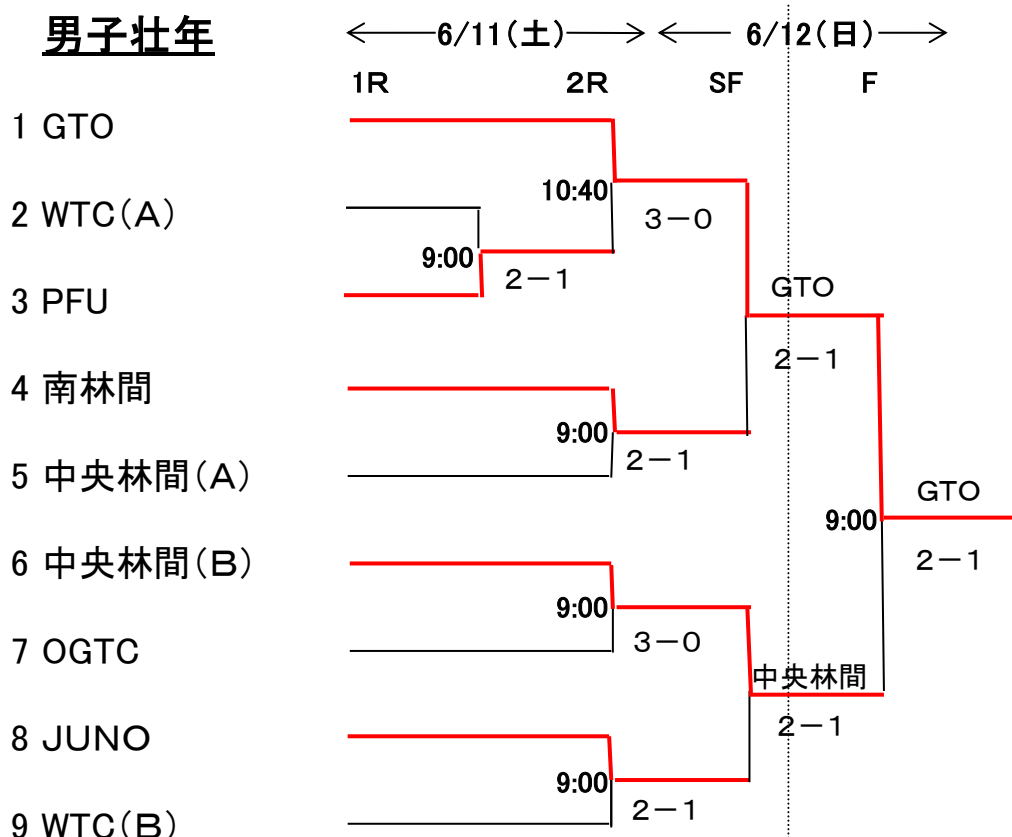 男子壮年
6/11(土)
6/12(日)
1R
2R
SF
F
1 GTO
10:40
3－0
2 WTC(A)
9:00
2－1
3 PFU
GTO
2－1
4 南林間
9:00
2－1
5 中央林間(A)
GTO
9:00
2－1
6 中央林間(B)
9:00
3－0
7 OGTC
中央林間
2－1
8 JUNO
9:00
2－1
9 WTC(B)